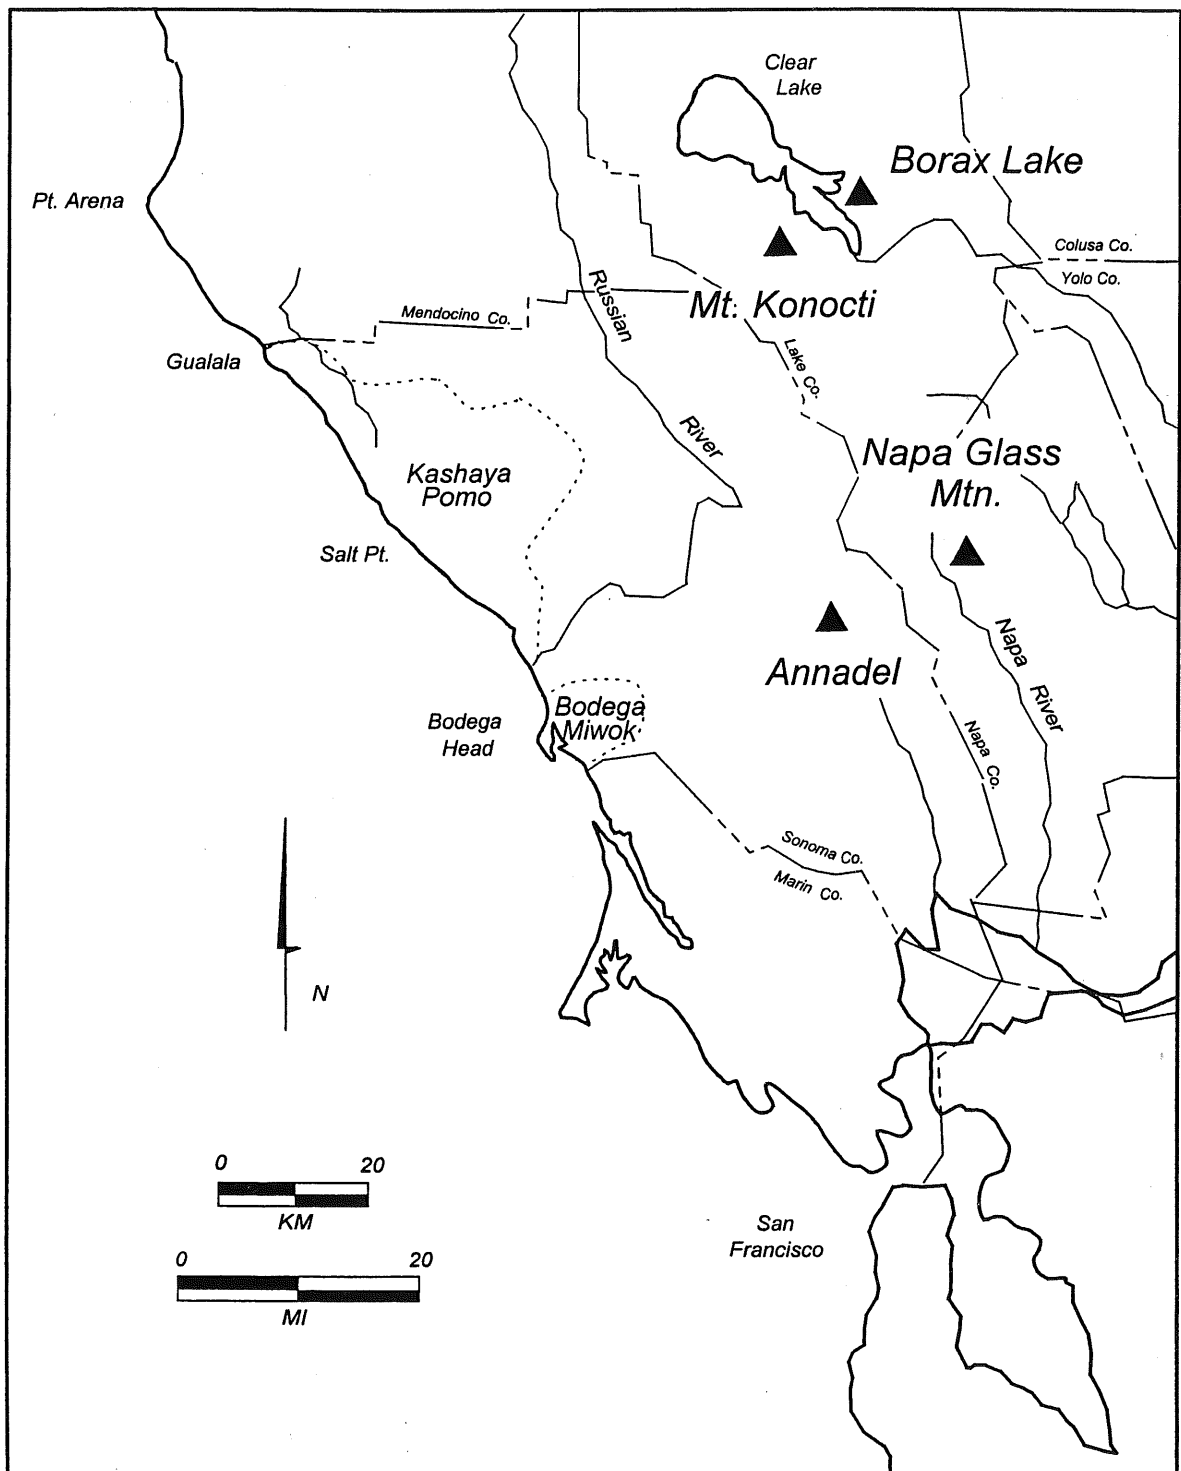 Clear
Lake
Borax Lake
Pt. Arena
Colusa Co.
Yolo Co.
Russian
Mt. Konocti
Mendocino Co.
Gualala
Lake Co.
River
Napa Glass
Mtn.
Kashaya
Pomo
Salt Pt.
Napa
River
Annadel
Bodega
Miwok
Bodega
Head
Napa Co.
Sonoma Co.
Marin Co.
N
0 20
KM
San
Francisco
0 20
MI